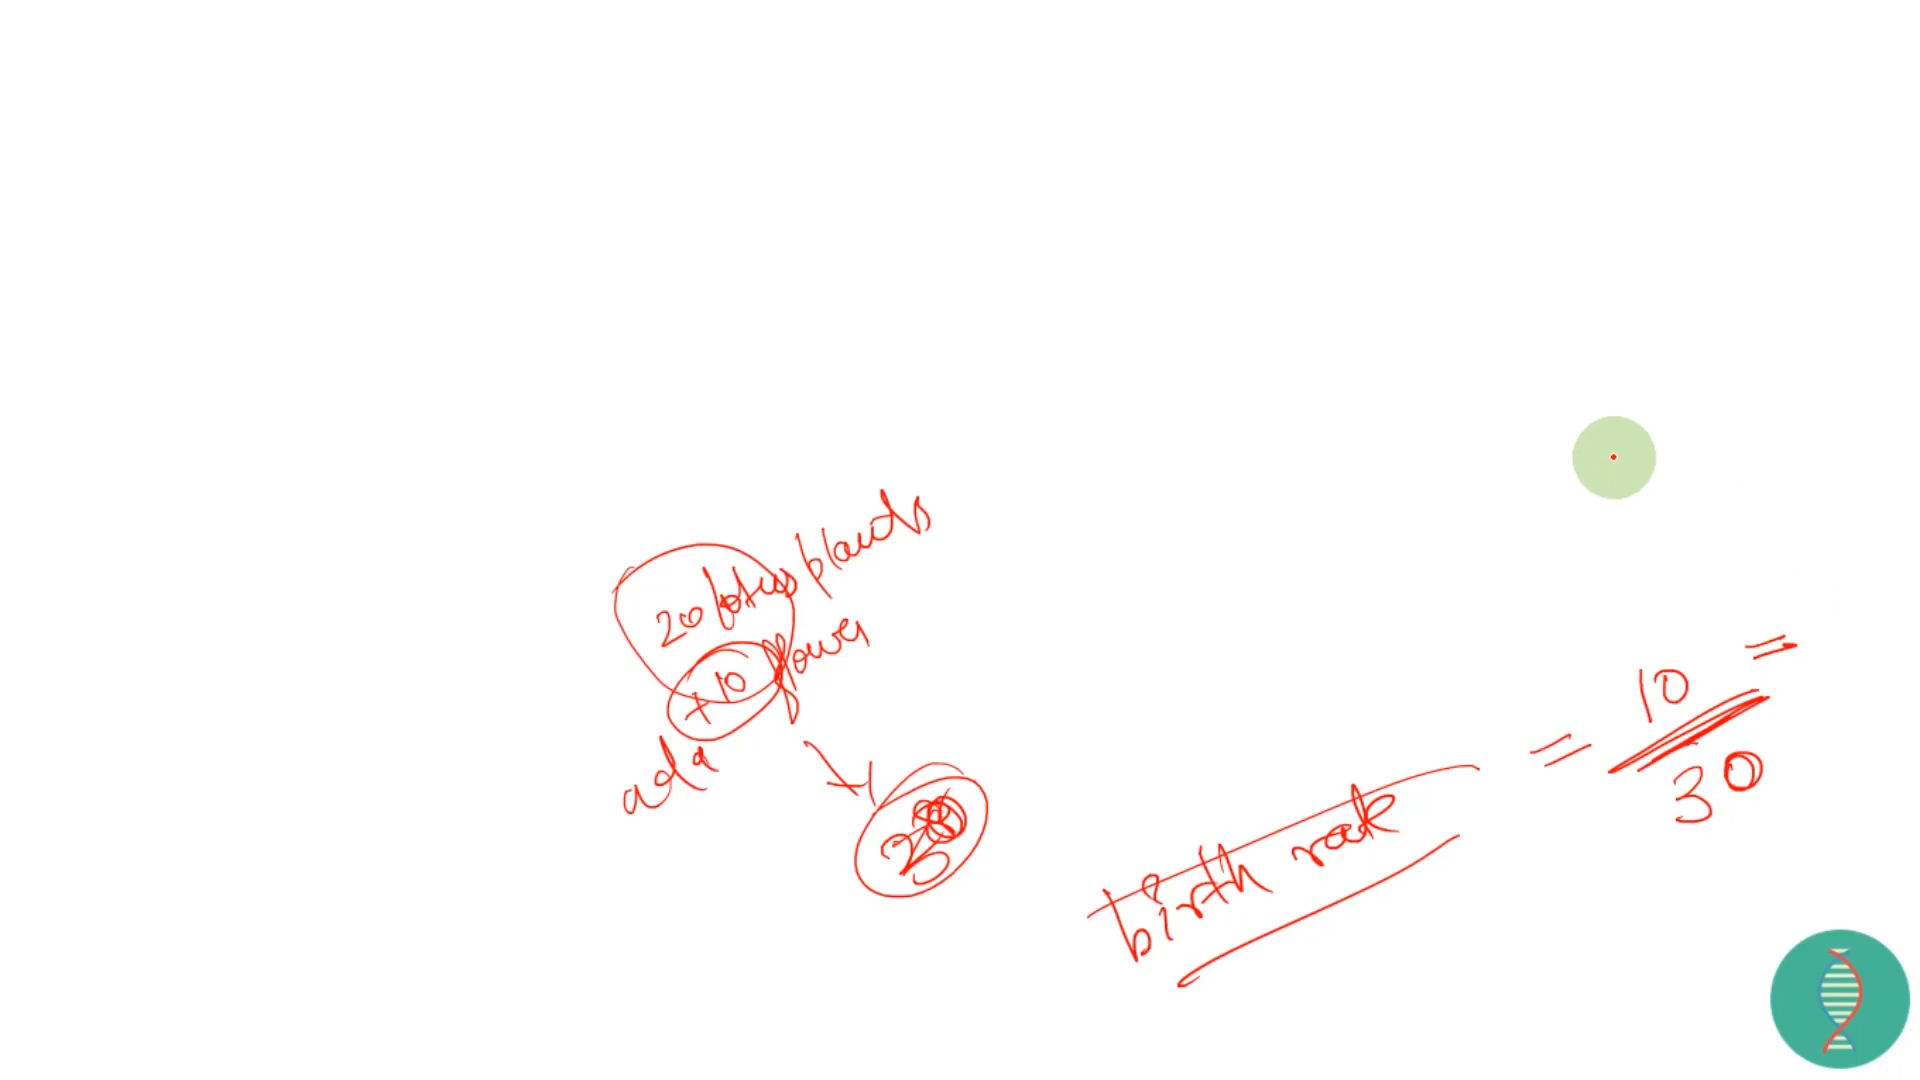 20 lotus plants
+10 flower
add
30
birth rate = 10/30 =